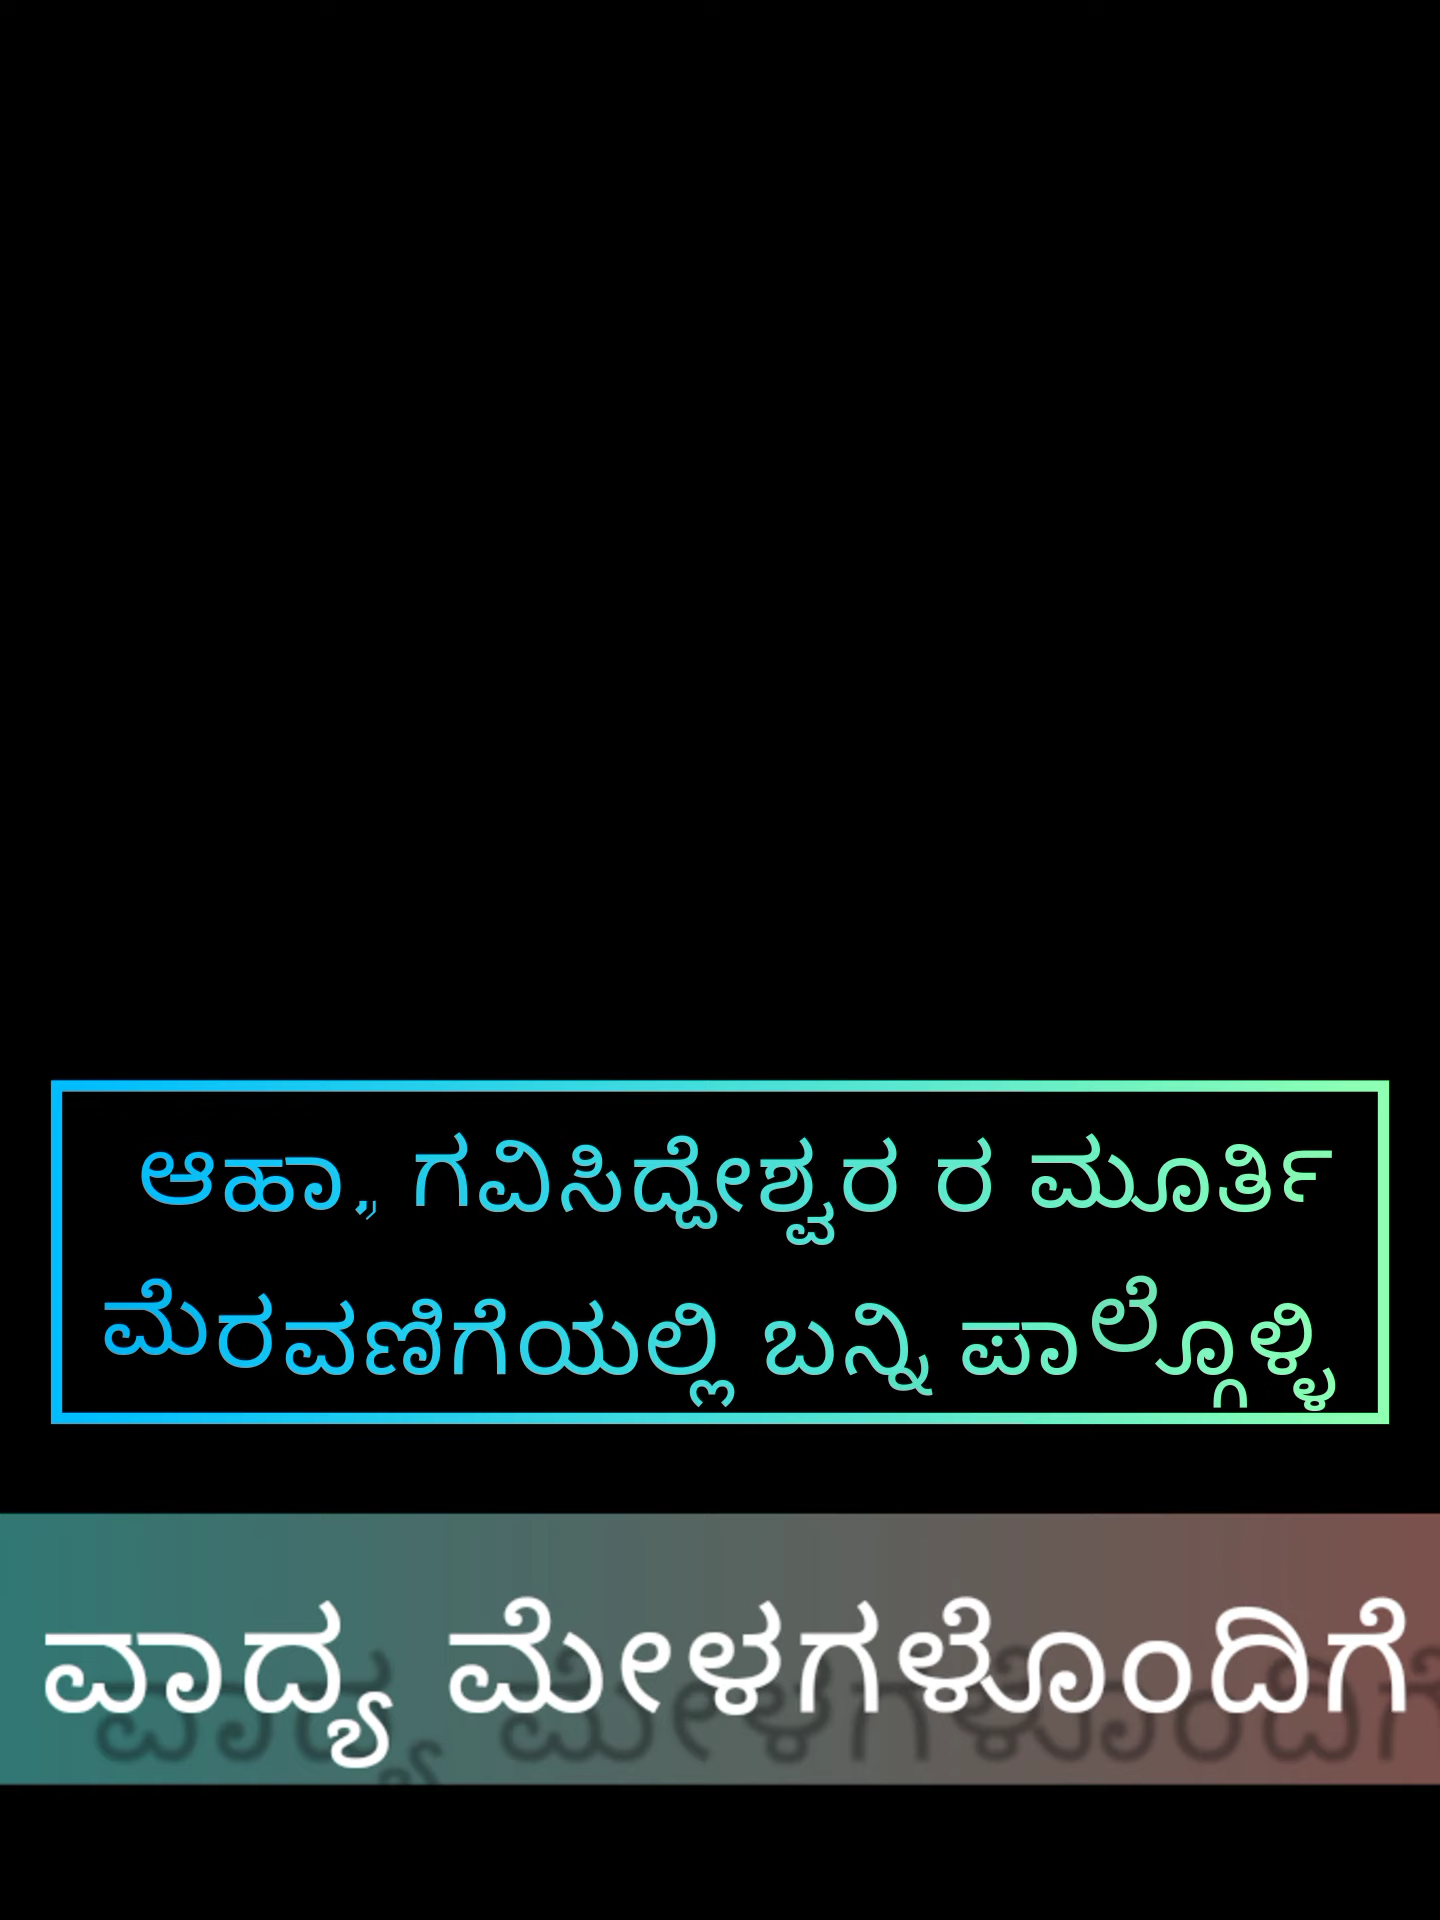 ಆಹಾ,, ಗವಿಸಿದ್ದೇಶ್ವರ ರ ಮೂರ್ತಿ
ಮೆರವಣಿಗೆಯಲ್ಲಿ ಬನ್ನಿ ಪಾಲ್ಗೊಳ್ಳಿ
ವಾದ್ಯ ಮೇಳಗಳೊಂದಿಗೆ